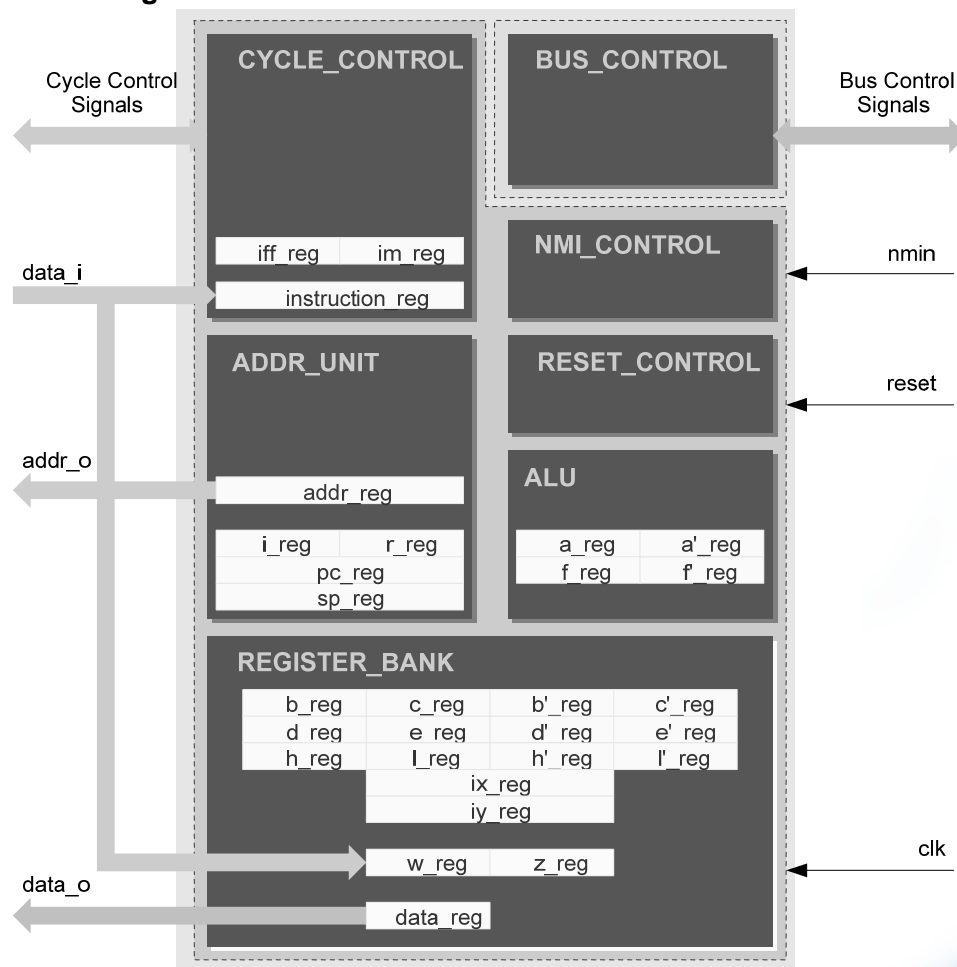 CYCLE_CONTROL
BUS_CONTROL
Cycle Control
Signals
Bus Control
Signals
iff_reg im_reg
NMI_CONTROL
nmin
data_i
instruction_reg
ADDR_UNIT
RESET_CONTROL
reset
addr_o
addr_reg
ALU
i_reg r_reg
pc_reg
sp_reg
a_reg a'_reg
f_reg f'_reg
REGISTER_BANK
b_reg c_reg b'_reg c'_reg
d_reg e_reg d'_reg e'_reg
h_reg l_reg h'_reg l'_reg
ix_reg
iy_reg
w_reg z_reg
clk
data_o
data_reg